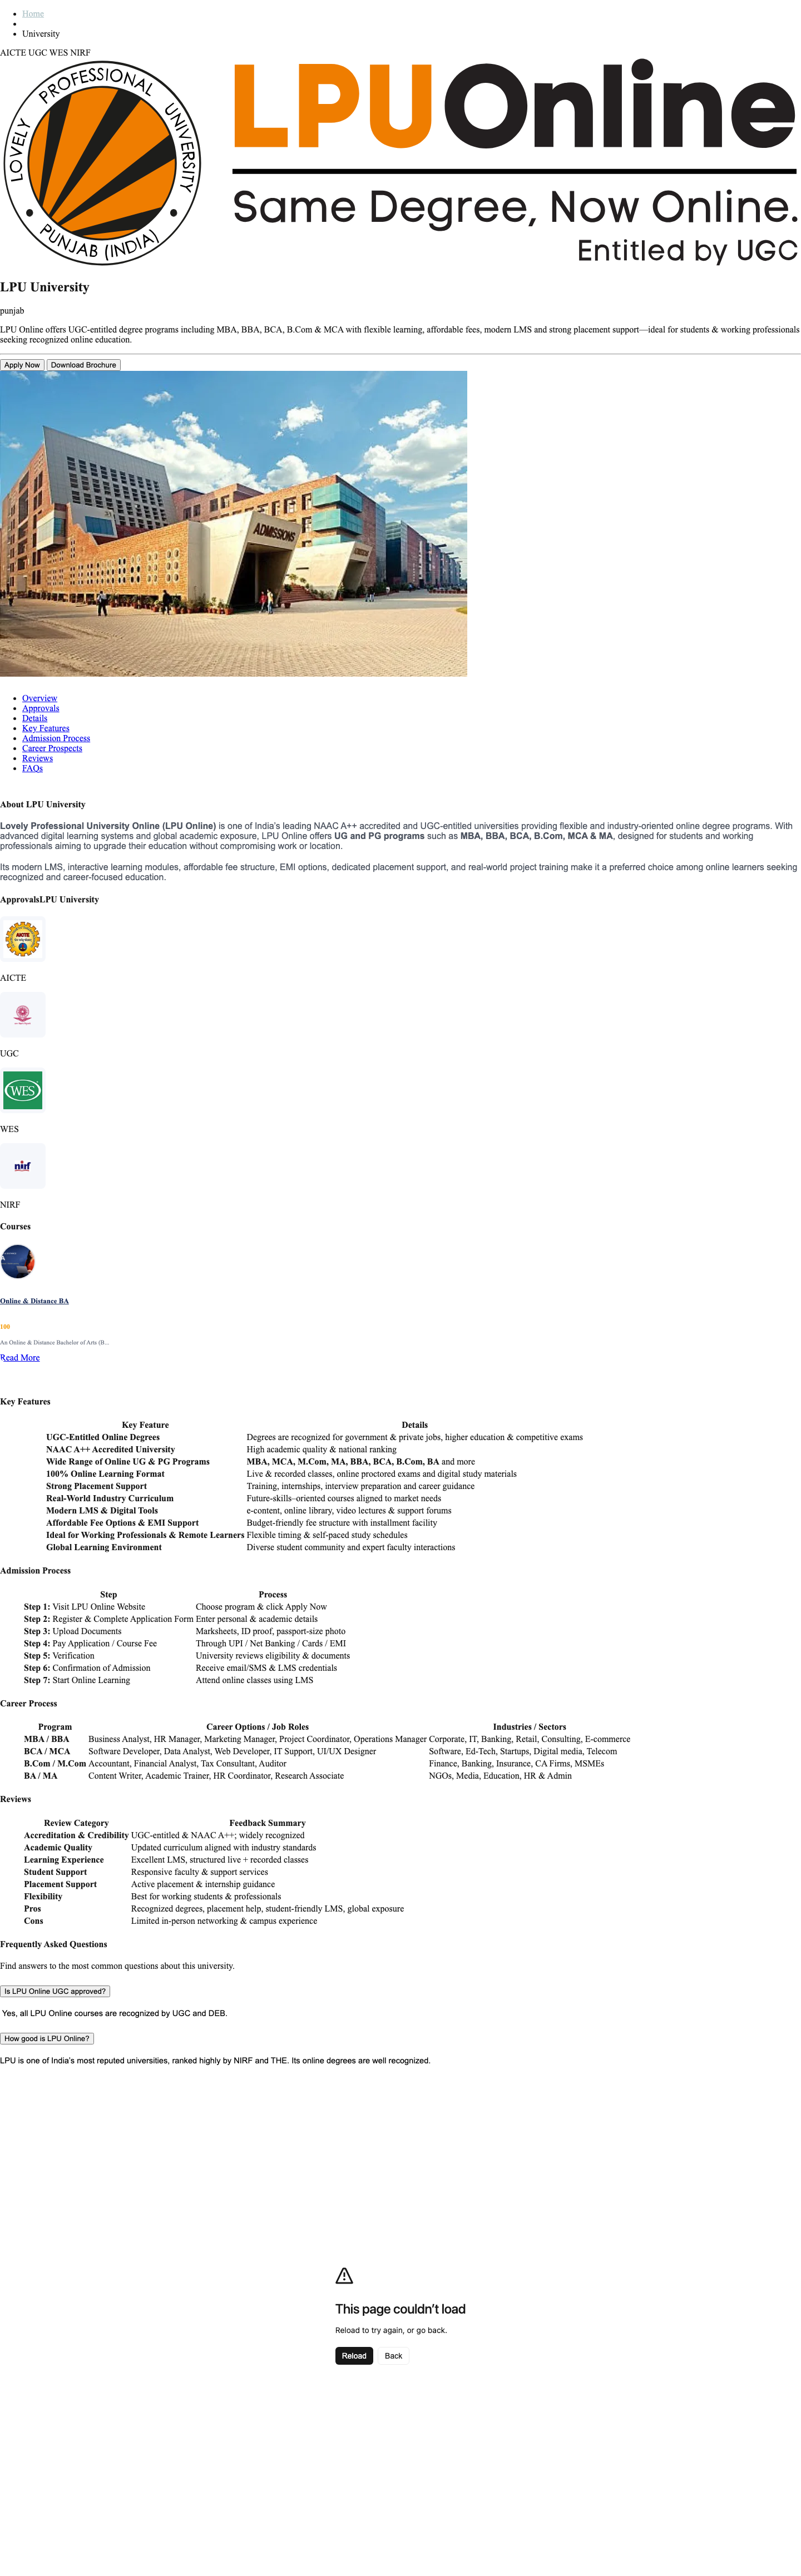 Home
University
AICTE UGC WES NIRF
LOVELY PROFESSIONAL UNIVERSITY
PUNJAB (INDIA)
LPUOnline
Same Degree, Now Online.
Entitled by UGC
LPU University
punjab
LPU Online offers UGC-entitled degree programs including MBA, BBA, BCA, B.Com & MCA with flexible learning, affordable fees, modern LMS and strong placement support—ideal for students & working professionals
seeking recognized online education.
Apply Now Download Brochure
ADMISSIONS
Overview
Approvals
Details
Key Features
Admission Process
Career Prospects
Reviews
FAQs
About LPU University
Lovely Professional University Online (LPU Online) is one of India's leading NAAC A++ accredited and UGC-entitled universities providing flexible and industry-oriented online degree programs. With
advanced digital learning systems and global academic exposure, LPU Online offers UG and PG programs such as MBA, BBA, BCA, B.Com, MCA & MA, designed for students and working
professionals aiming to upgrade their education without compromising work or location.
Its modern LMS, interactive learning modules, affordable fee structure, EMI options, dedicated placement support, and real-world project training make it a preferred choice among online learners seeking
recognized and career-focused education.
ApprovalsLPU University
AICTE
AICTE
UGC
WES
WES
nirf
NIRF
Courses
Online & Distance BA
100
An Online & Distance Bachelor of Arts (B...
Read More
Key Features
Key Feature Details
UGC-Entitled Online Degrees Degrees are recognized for government & private jobs, higher education & competitive exams
NAAC A++ Accredited University High academic quality & national ranking
Wide Range of Online UG & PG Programs MBA, MCA, M.Com, MA, BBA, BCA, B.Com, BA and more
100% Online Learning Format Live & recorded classes, online proctored exams and digital study materials
Strong Placement Support Training, internships, interview preparation and career guidance
Real-World Industry Curriculum Future-skills–oriented courses aligned to market needs
Modern LMS & Digital Tools e-content, online library, video lectures & support forums
Affordable Fee Options & EMI Support Budget-friendly fee structure with installment facility
Ideal for Working Professionals & Remote Learners Flexible timing & self-paced study schedules
Global Learning Environment Diverse student community and expert faculty interactions
Admission Process
Step Process
Step 1: Visit LPU Online Website Choose program & click Apply Now
Step 2: Register & Complete Application Form Enter personal & academic details
Step 3: Upload Documents Marksheets, ID proof, passport-size photo
Step 4: Pay Application / Course Fee Through UPI / Net Banking / Cards / EMI
Step 5: Verification University reviews eligibility & documents
Step 6: Confirmation of Admission Receive email/SMS & LMS credentials
Step 7: Start Online Learning Attend online classes using LMS
Career Process
Program Career Options / Job Roles Industries / Sectors
MBA / BBA Business Analyst, HR Manager, Marketing Manager, Project Coordinator, Operations Manager Corporate, IT, Banking, Retail, Consulting, E-commerce
BCA / MCA Software Developer, Data Analyst, Web Developer, IT Support, UI/UX Designer Software, Ed-Tech, Startups, Digital media, Telecom
B.Com / M.Com Accountant, Financial Analyst, Tax Consultant, Auditor Finance, Banking, Insurance, CA Firms, MSMEs
BA / MA Content Writer, Academic Trainer, HR Coordinator, Research Associate NGOs, Media, Education, HR & Admin
Reviews
Review Category Feedback Summary
Accreditation & Credibility UGC-entitled & NAAC A++; widely recognized
Academic Quality Updated curriculum aligned with industry standards
Learning Experience Excellent LMS, structured live + recorded classes
Student Support Responsive faculty & support services
Placement Support Active placement & internship guidance
Flexibility Best for working students & professionals
Pros Recognized degrees, placement help, student-friendly LMS, global exposure
Cons Limited in-person networking & campus experience
Frequently Asked Questions
Find answers to the most common questions about this university.
Is LPU Online UGC approved?
Yes, all LPU Online courses are recognized by UGC and DEB.
How good is LPU Online?
LPU is one of India's most reputed universities, ranked highly by NIRF and THE. Its online degrees are well recognized.
This page couldn't load
Reload to try again, or go back.
Reload Back